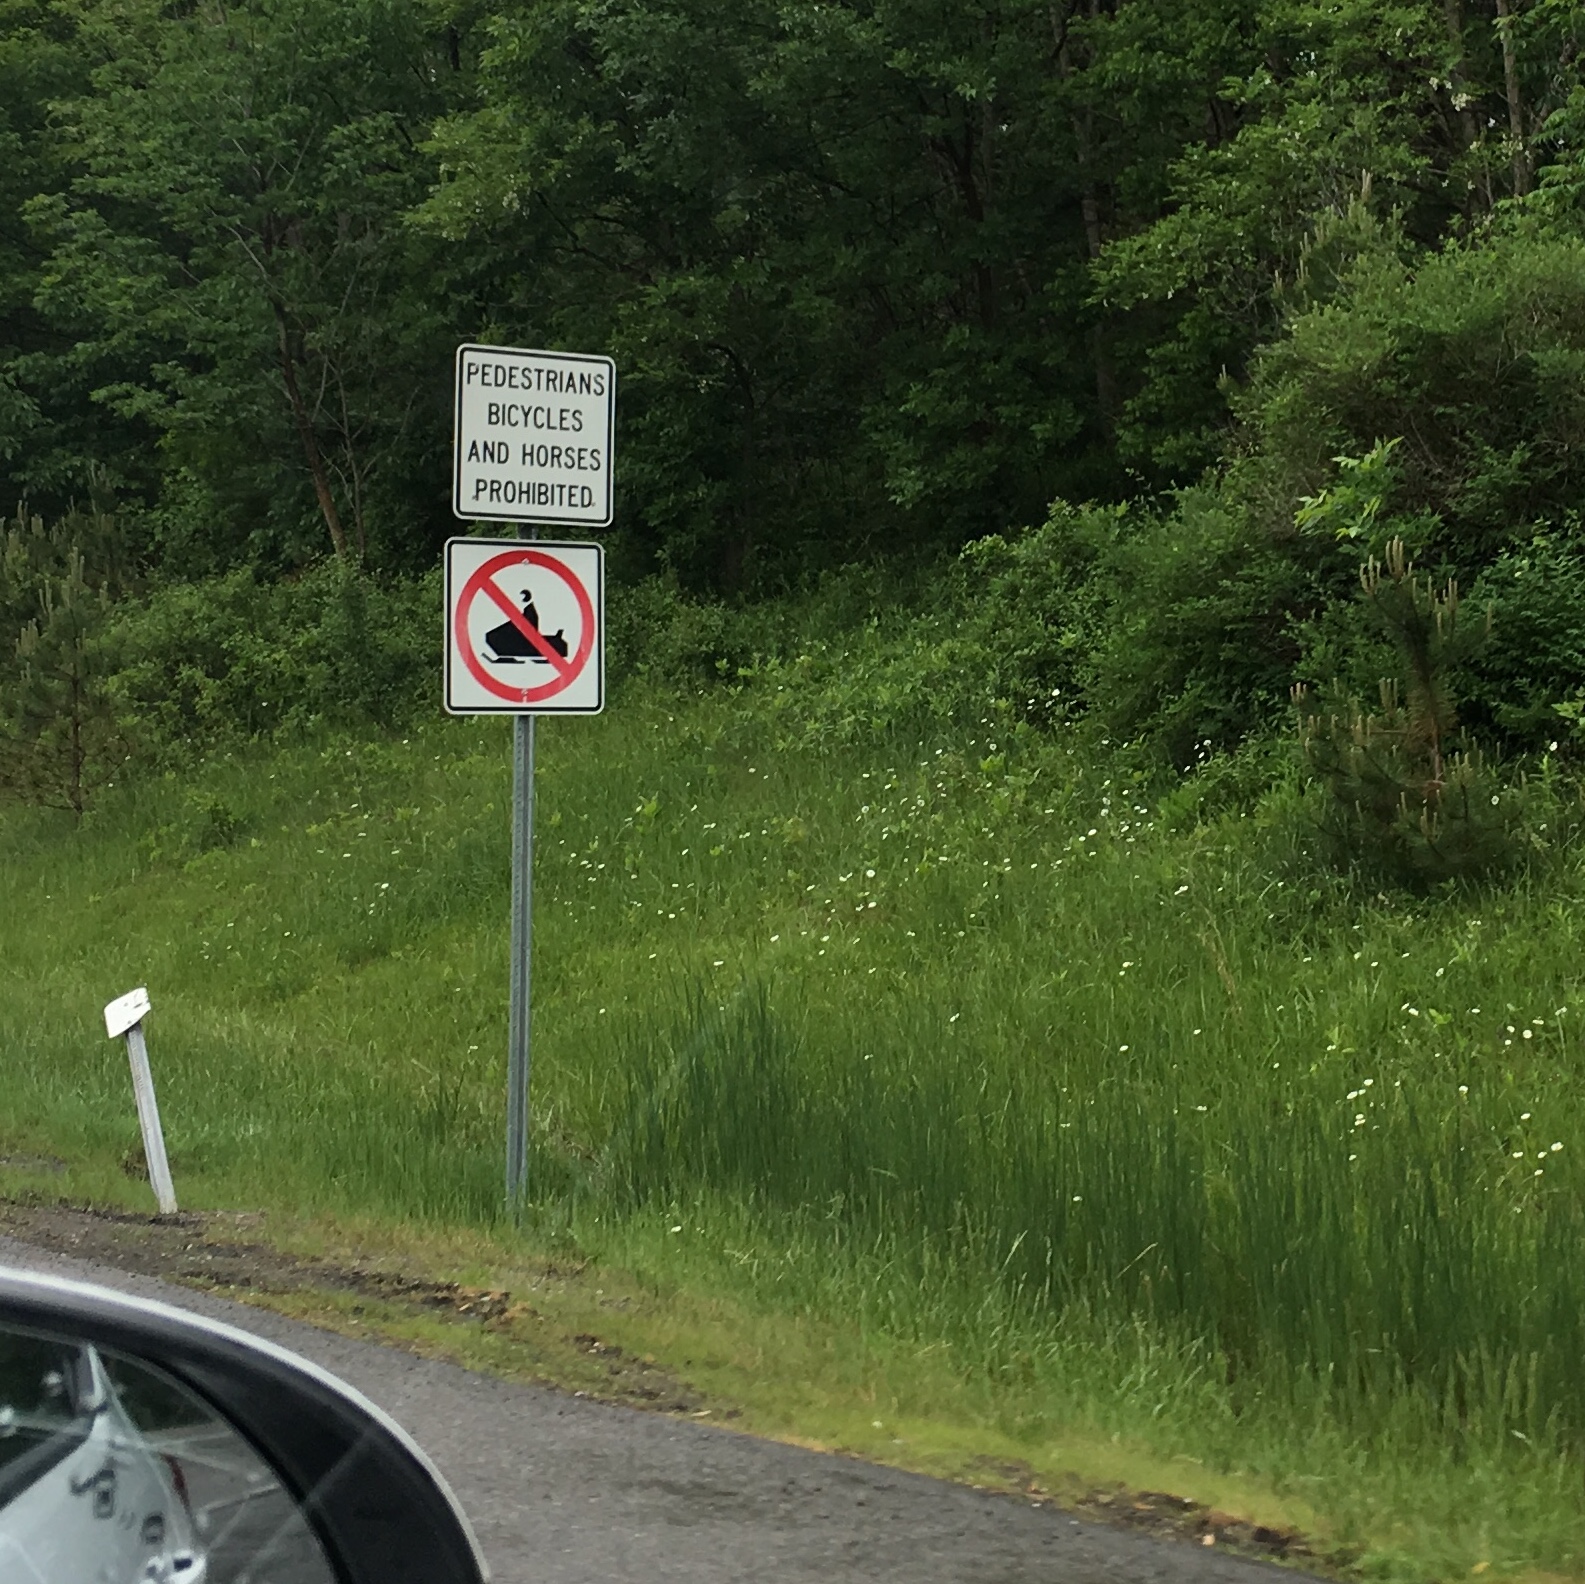 PEDESTRIANS
BICYCLES
AND HORSES
PROHIBITED